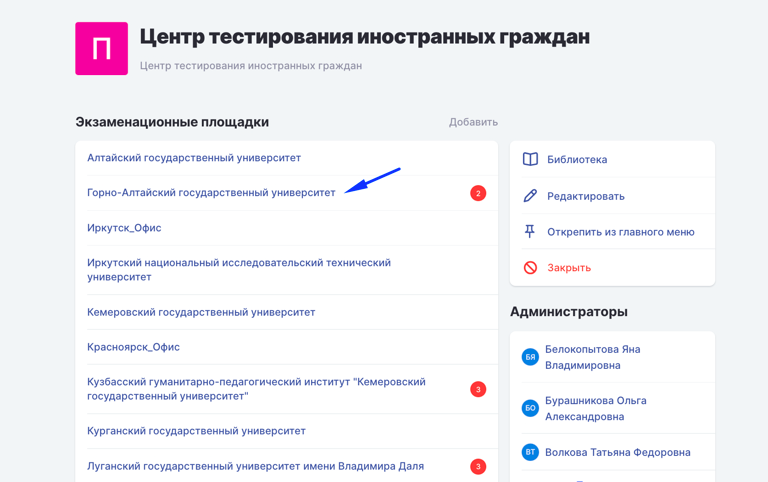 П
Центр тестирования иностранных граждан
Центр тестирования иностранных граждан
Экзаменационные площадки
Добавить
Алтайский государственный университет
Горно-Алтайский государственный университет
2
Иркутск_Офис
Иркутский национальный исследовательский технический
университет
Кемеровский государственный университет
Красноярск_Офис
Кузбасский гуманитарно-педагогический институт "Кемеровский
государственный университет"
3
Курганский государственный университет
Луганский государственный университет имени Владимира Даля
3
Библиотека
Редактировать
Открепить из главного меню
Закрыть
Администраторы
БЯ
Белокопытова Яна
Владимировна
БО
Бурашникова Ольга
Александровна
ВТ
Волкова Татьяна Федоровна